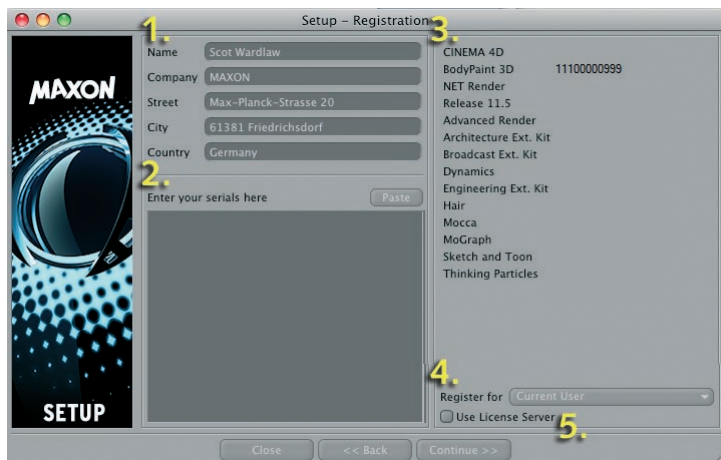 Setup – Registration
MAXON
SETUP
1.
Name Scot Wardlaw
Company MAXON
Street Max-Planck-Strasse 20
City 61381 Friedrichsdorf
Country Germany
2.
Enter your serials here Paste
3.
CINEMA 4D
BodyPaint 3D 11100000999
NET Render
Release 11.5
Advanced Render
Architecture Ext. Kit
Broadcast Ext. Kit
Dynamics
Engineering Ext. Kit
Hair
Mocca
MoGraph
Sketch and Toon
Thinking Particles
4.
Register for Current User
Use License Server
5.
Close << Back Continue >>